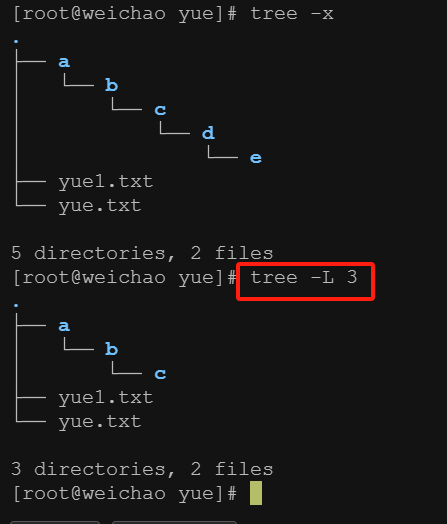 [root@weichao yue]# tree -x
.
├── a
│   └── b
│       └── c
│           └── d
│               └── e
├── yue1.txt
└── yue.txt
5 directories, 2 files
[root@weichao yue]# tree -L 3
.
├── a
│   └── b
│       └── c
├── yue1.txt
└── yue.txt
3 directories, 2 files
[root@weichao yue]#